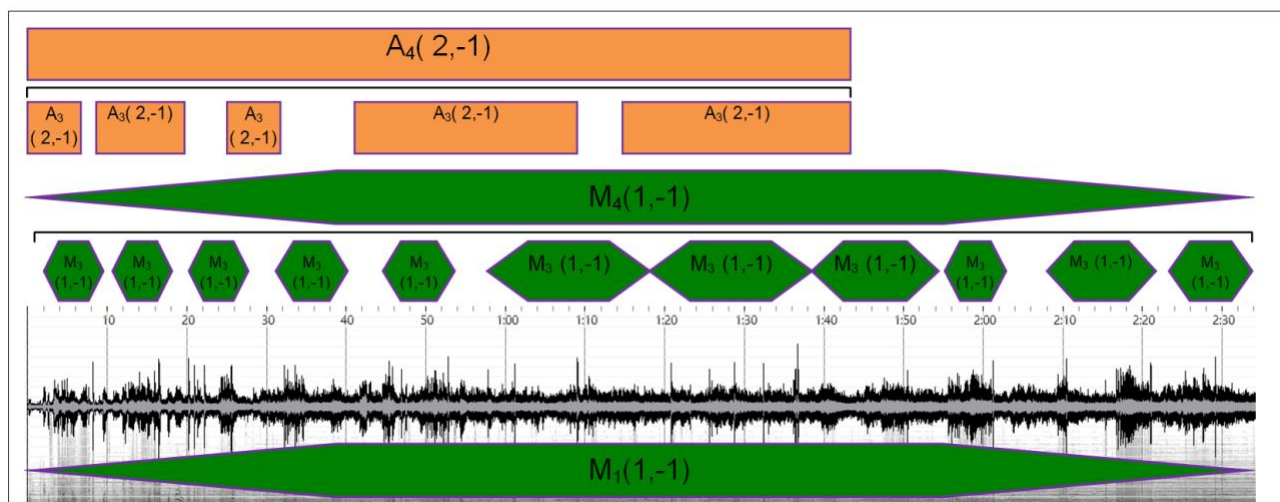 A₄( 2,-1)
A₃
( 2,-1)
A₃( 2,-1)
A₃
( 2,-1)
A₃( 2,-1)
A₃( 2,-1)
M₄(1,-1)
M₃
(1,-1)
M₃
(1,-1)
M₃
(1,-1)
M₃
(1,-1)
M₃
(1,-1)
M₃ (1,-1)
M₃ (1,-1)
M₃ (1,-1)
M₃
(1,-1)
M₃ (1,-1)
M₃
(1,-1)
10 20 30 40 50 1:00 1:10 1:20 1:30 1:40 1:50 2:00 2:10 2:20 2:30
M₁(1,-1)